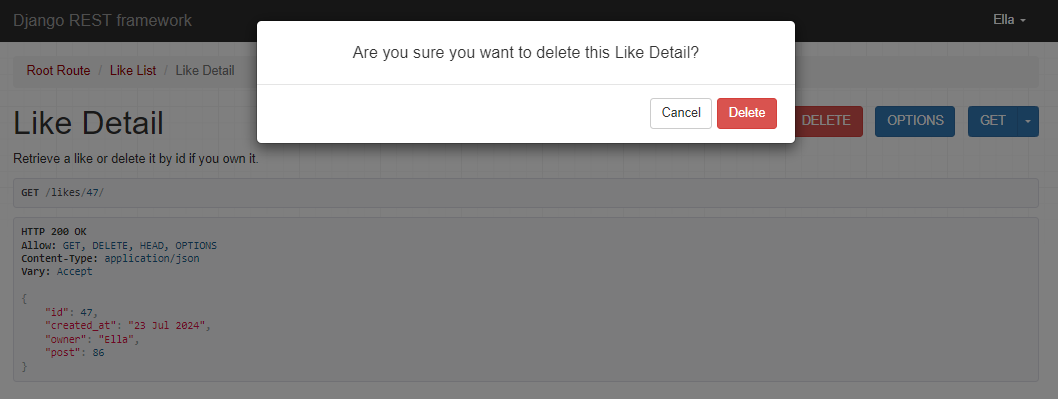 Django REST framework
Ella
Are you sure you want to delete this Like Detail?
Cancel
Delete
Root Route / Like List / Like Detail
Like Detail
DELETE
OPTIONS
GET
Retrieve a like or delete it by id if you own it.
GET /likes/47/
HTTP 200 OK
Allow: GET, DELETE, HEAD, OPTIONS
Content-Type: application/json
Vary: Accept
{
"id": 47,
"created_at": "23 Jul 2024",
"owner": "Ella",
"post": 86
}